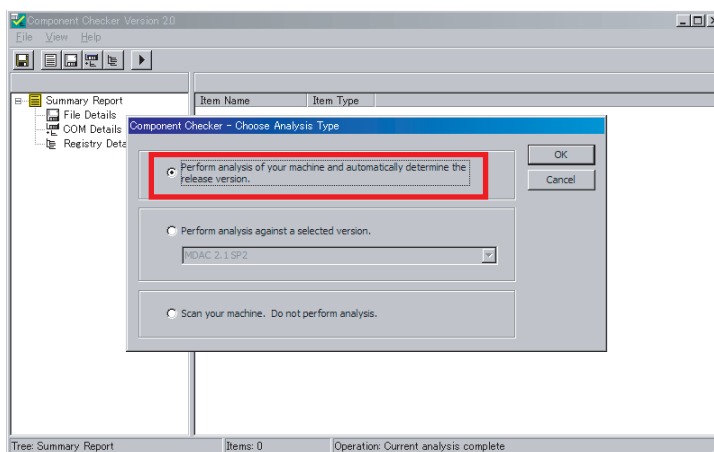 Component Checker Version 2.0
File View Help
Item Name Item Type
Summary Report
File Details
COM Details
Registry Deta
Component Checker - Choose Analysis Type
Perform analysis of your machine and automatically determine the
release version.
OK
Cancel
Perform analysis against a selected version.
MDAC 2.1 SP2
Scan your machine. Do not perform analysis.
Tree: Summary Report Items: 0 Operation: Current analysis complete